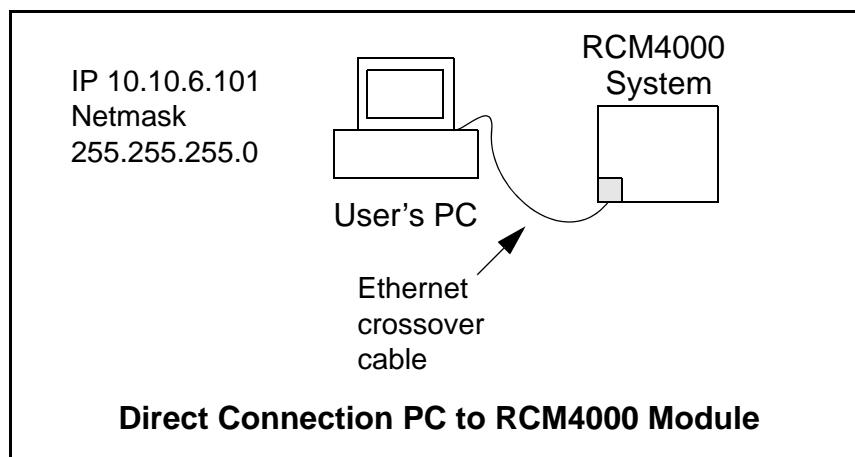 IP 10.10.6.101
Netmask
255.255.255.0
RCM4000
System
User's PC
Ethernet
crossover
cable
Direct Connection PC to RCM4000 Module